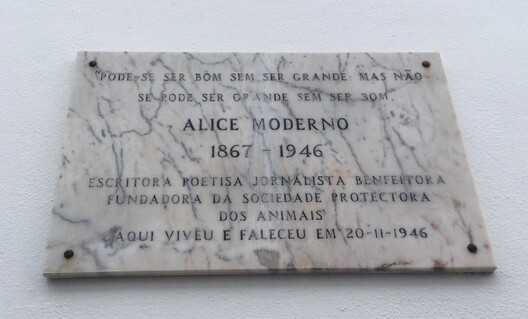 "PODE-SE SER BOM SEM SER GRANDE, MAS NÃO
SE PODE SER GRANDE SEM SER BOM"
ALICE MODERNO
1867 - 1946
ESCRITORA POETISA JORNALISTA BENFEITORA
FUNDADORA DA SOCIEDADE PROTECTORA
DOS ANIMAIS
AQUI VIVEU E FALECEU EM 20-11-1946